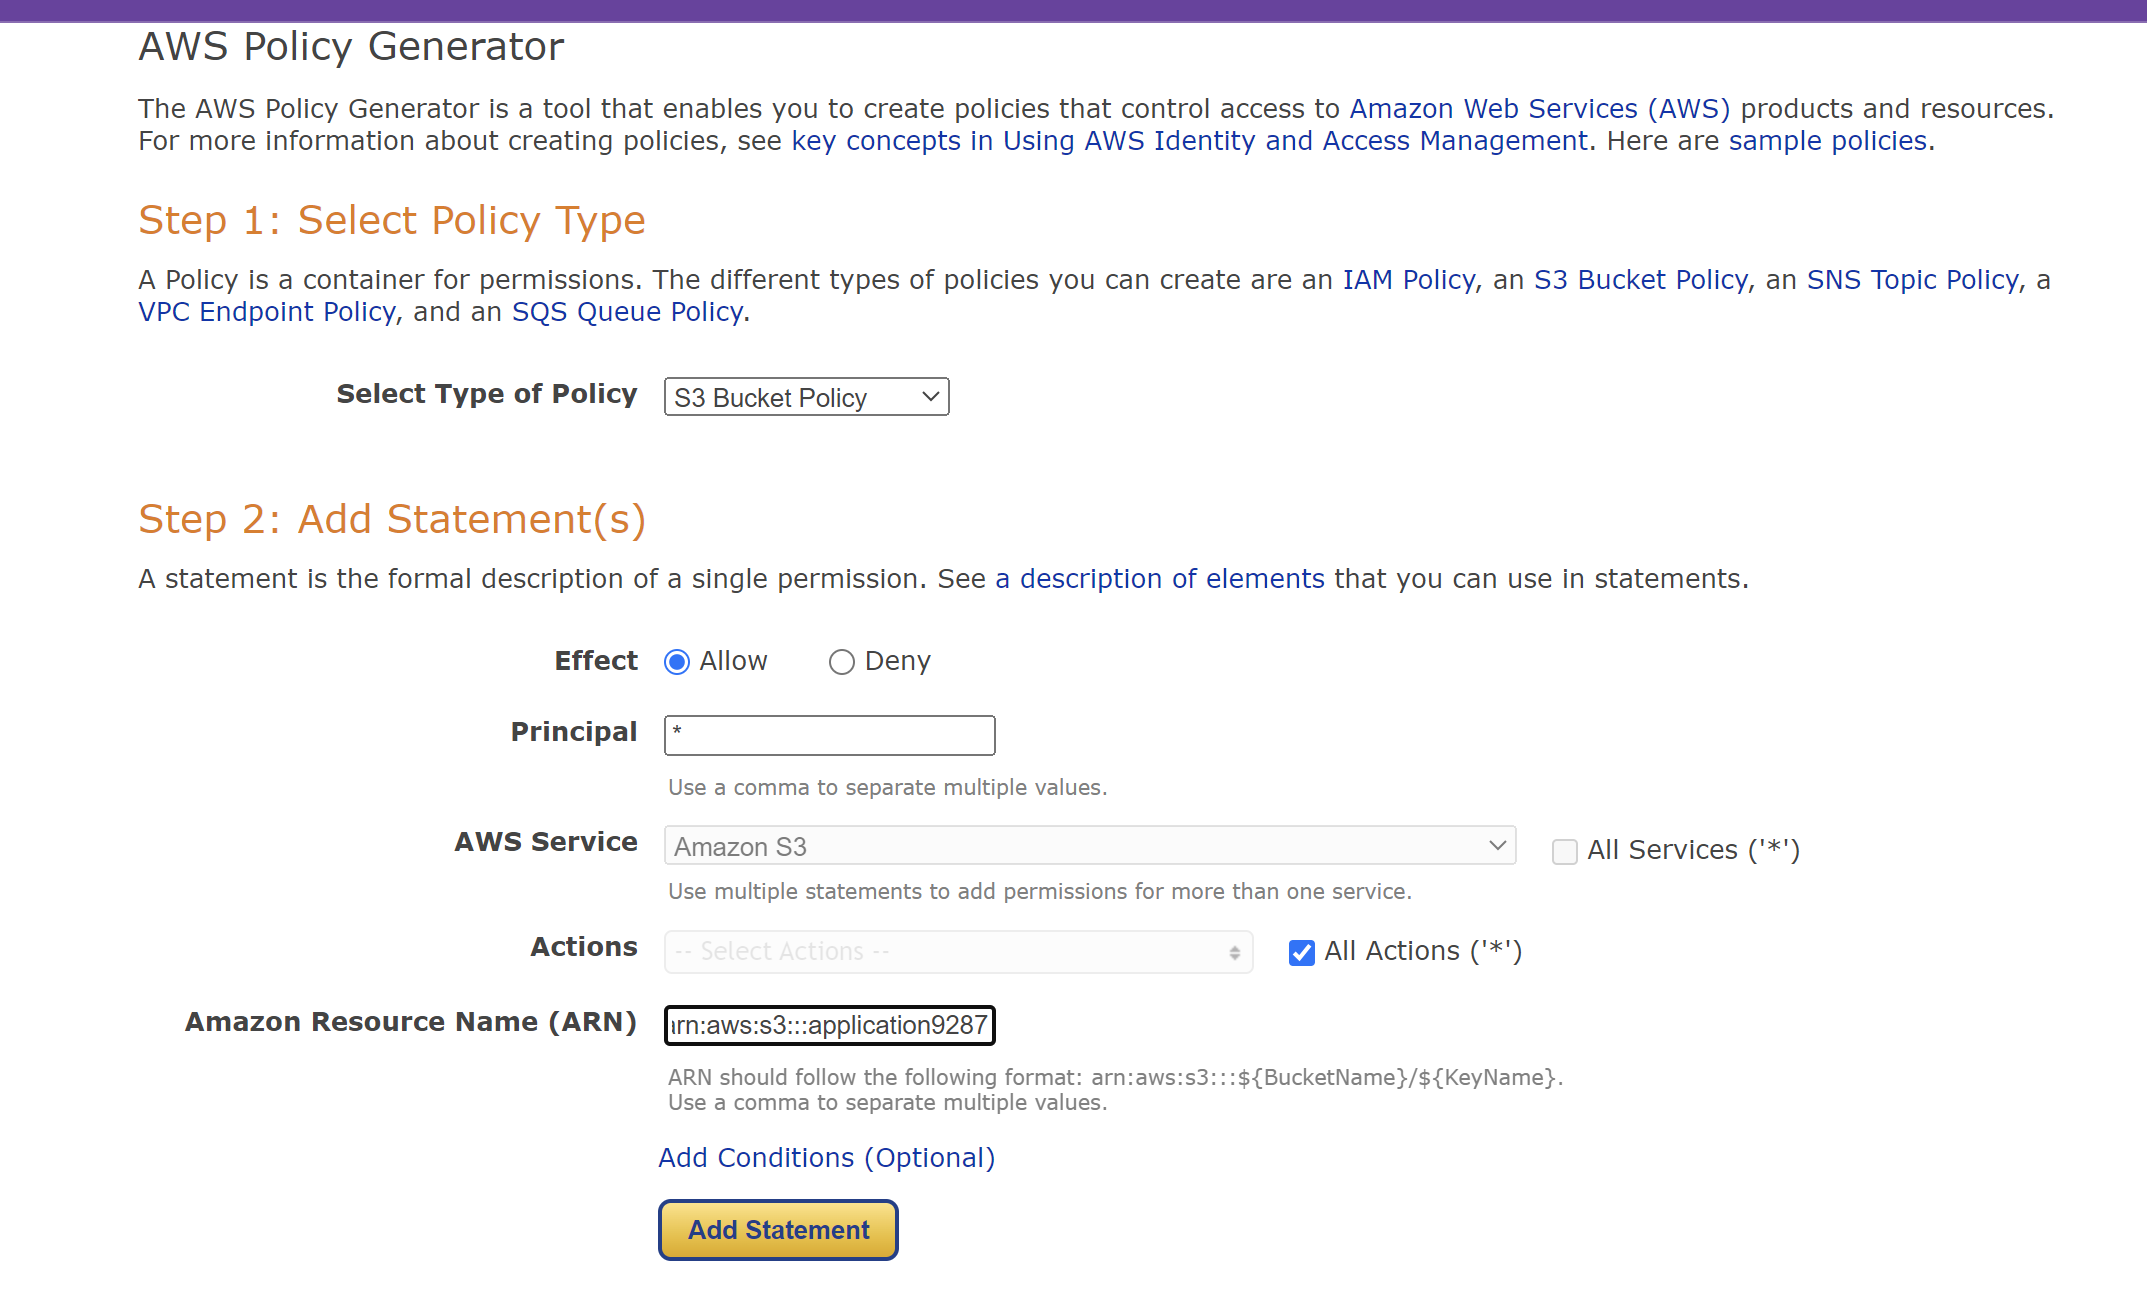 AWS Policy Generator
The AWS Policy Generator is a tool that enables you to create policies that control access to Amazon Web Services (AWS) products and resources.
For more information about creating policies, see key concepts in Using AWS Identity and Access Management. Here are sample policies.
Step 1: Select Policy Type
A Policy is a container for permissions. The different types of policies you can create are an IAM Policy, an S3 Bucket Policy, an SNS Topic Policy, a
VPC Endpoint Policy, and an SQS Queue Policy.
Select Type of Policy S3 Bucket Policy
Step 2: Add Statement(s)
A statement is the formal description of a single permission. See a description of elements that you can use in statements.
Effect Allow Deny
Principal *
Use a comma to separate multiple values.
AWS Service Amazon S3 All Services ('*')
Use multiple statements to add permissions for more than one service.
Actions -- Select Actions -- All Actions ('*')
Amazon Resource Name (ARN) arn:aws:s3:::application9287
ARN should follow the following format: arn:aws:s3:::${BucketName}/${KeyName}.
Use a comma to separate multiple values.
Add Conditions (Optional)
Add Statement